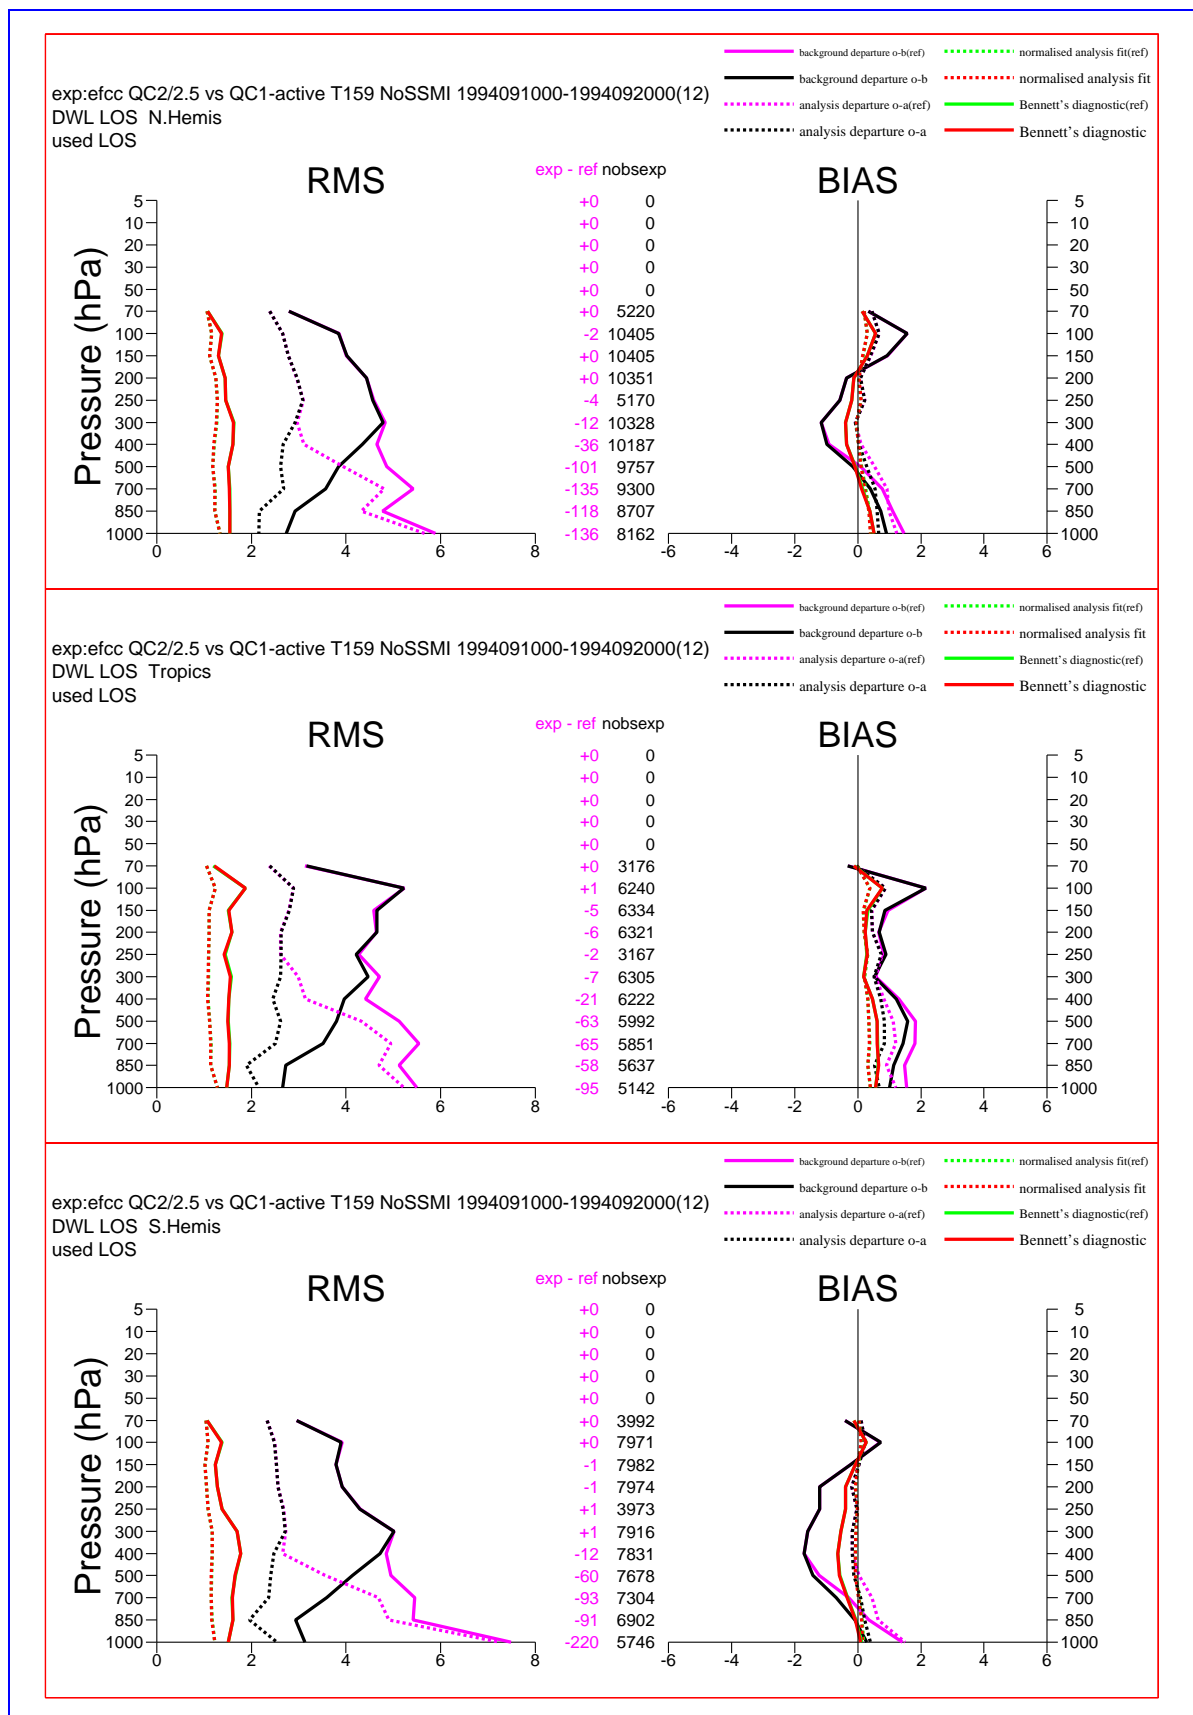 background departure o-b(ref) normalised analysis fit(ref)
background departure o-b normalised analysis fit
exp:efcc QC2/2.5 vs QC1-active T159 NoSSMI 1994091000-1994092000(12)
analysis departure o-a(ref) Bennett's diagnostic(ref)
DWL LOS N.Hemis
analysis departure o-a Bennett's diagnostic
used LOS
RMS exp - ref nobsexp BIAS
Pressure (hPa)
5 +0 0 5
10 +0 0 10
20 +0 0 20
30 +0 0 30
50 +0 0 50
70 +0 5220 70
100 -2 10405 100
150 +0 10405 150
200 +0 10351 200
250 -4 5170 250
300 -12 10328 300
400 -36 10187 400
500 -101 9757 500
700 -135 9300 700
850 -118 8707 850
1000 -136 8162 1000
0 2 4 6 8 -6 -4 -2 0 2 4 6
background departure o-b(ref) normalised analysis fit(ref)
background departure o-b normalised analysis fit
exp:efcc QC2/2.5 vs QC1-active T159 NoSSMI 1994091000-1994092000(12)
analysis departure o-a(ref) Bennett's diagnostic(ref)
DWL LOS Tropics
analysis departure o-a Bennett's diagnostic
used LOS
RMS exp - ref nobsexp BIAS
Pressure (hPa)
5 +0 0 5
10 +0 0 10
20 +0 0 20
30 +0 0 30
50 +0 0 50
70 +0 3176 70
100 +1 6240 100
150 -5 6334 150
200 -6 6321 200
250 -2 3167 250
300 -7 6305 300
400 -21 6222 400
500 -63 5992 500
700 -65 5851 700
850 -58 5637 850
1000 -95 5142 1000
0 2 4 6 8 -6 -4 -2 0 2 4 6
background departure o-b(ref) normalised analysis fit(ref)
background departure o-b normalised analysis fit
exp:efcc QC2/2.5 vs QC1-active T159 NoSSMI 1994091000-1994092000(12)
analysis departure o-a(ref) Bennett's diagnostic(ref)
DWL LOS S.Hemis
analysis departure o-a Bennett's diagnostic
used LOS
RMS exp - ref nobsexp BIAS
Pressure (hPa)
5 +0 0 5
10 +0 0 10
20 +0 0 20
30 +0 0 30
50 +0 0 50
70 +0 3992 70
100 +0 7971 100
150 -1 7982 150
200 -1 7974 200
250 +1 3973 250
300 +1 7916 300
400 -12 7831 400
500 -60 7678 500
700 -93 7304 700
850 -91 6902 850
1000 -220 5746 1000
0 2 4 6 8 -6 -4 -2 0 2 4 6